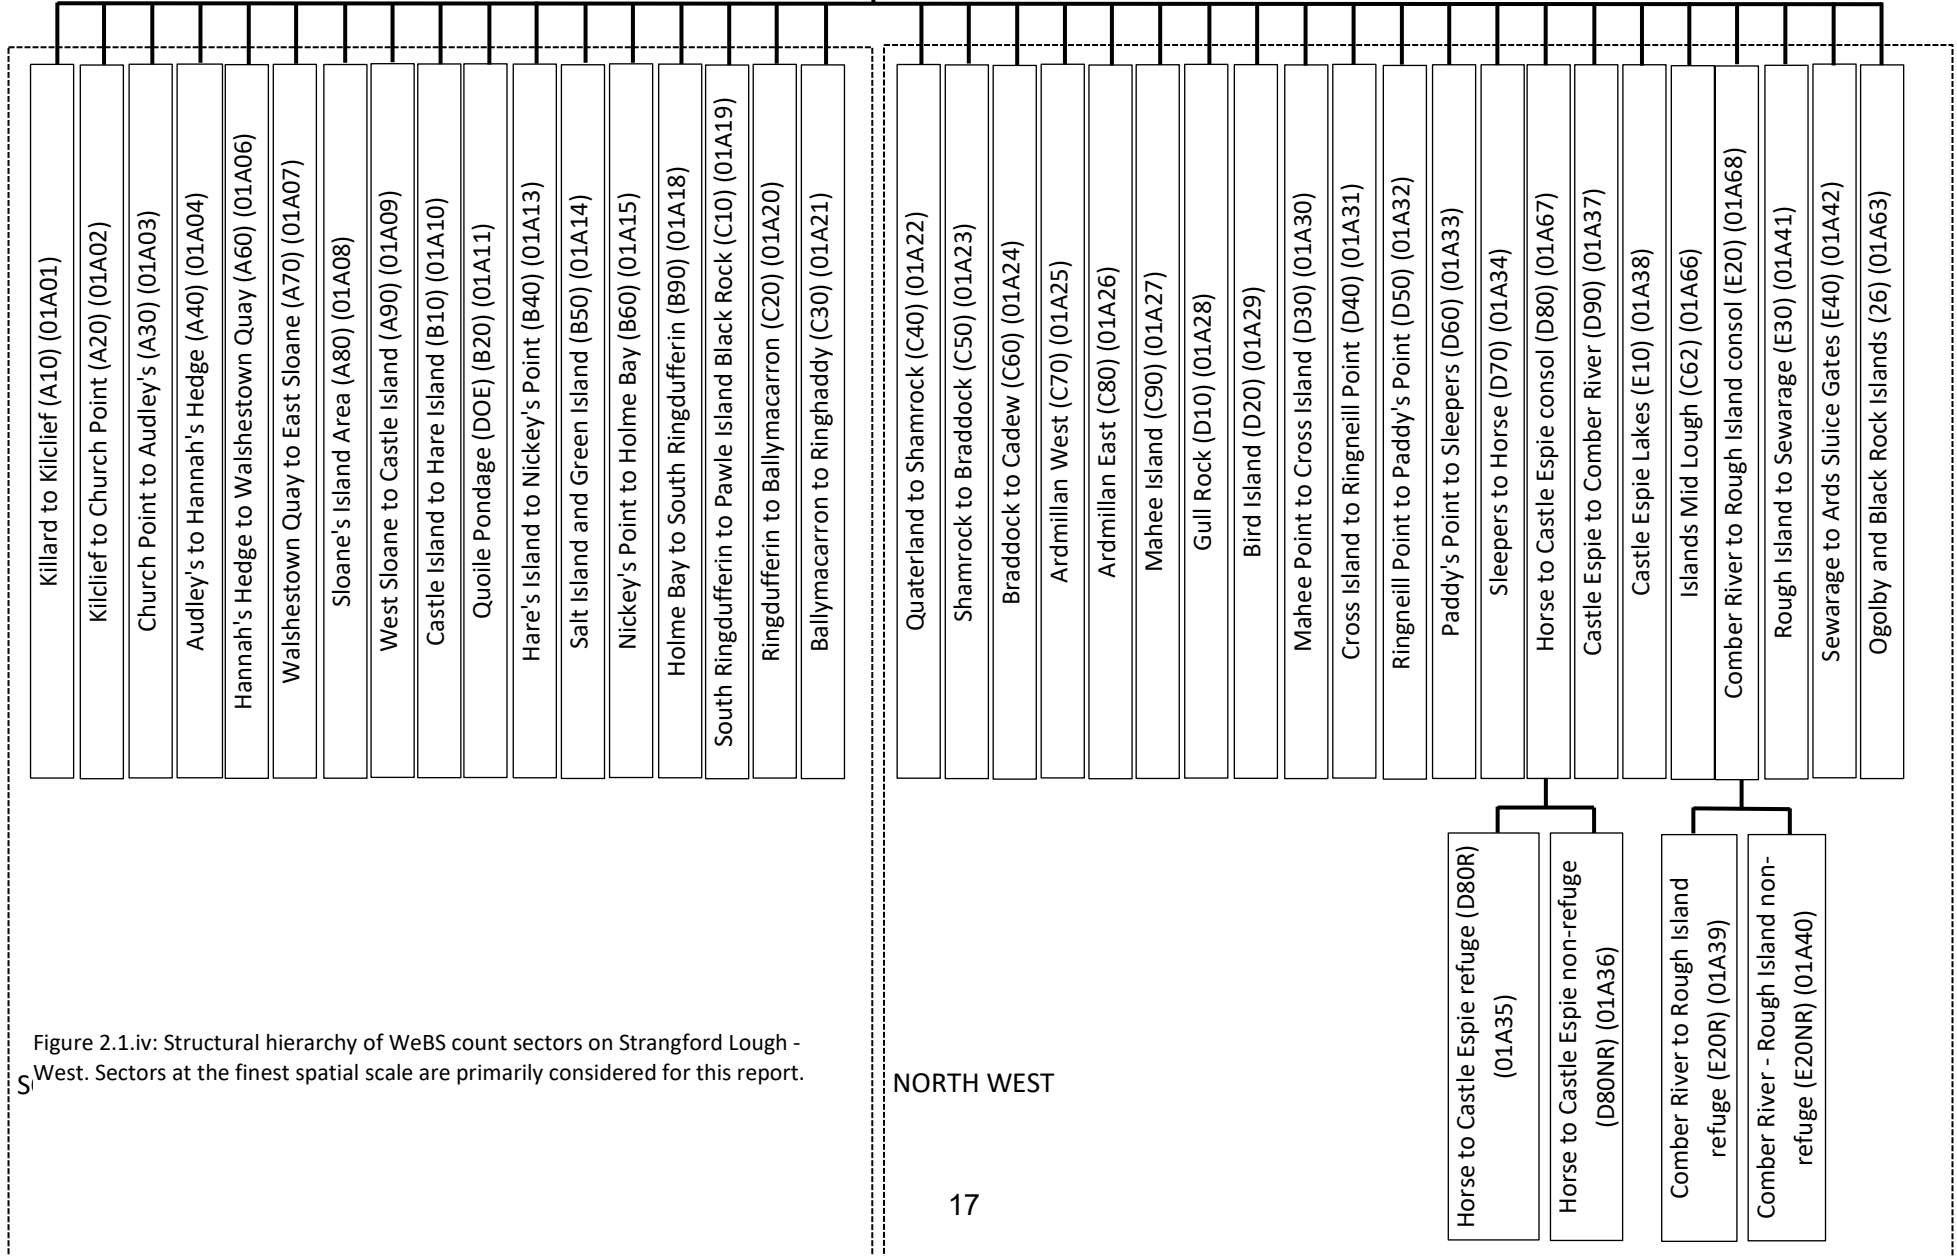 Killard to Kilclief (A10) (01A01)
Kilclief to Church Point (A20) (01A02)
Church Point to Audley's (A30) (01A03)
Audley's to Hannah's Hedge (A40) (01A04)
Hannah's Hedge to Walshestown Quay (A60) (01A06)
Walshestown Quay to East Sloane (A70) (01A07)
Sloane's Island Area (A80) (01A08)
West Sloane to Castle Island (A90) (01A09)
Castle Island to Hare Island (B10) (01A10)
Quoile Pondage (DOE) (B20) (01A11)
Hare's Island to Nickey's Point (B40) (01A13)
Salt Island and Green Island (B50) (01A14)
Nickey's Point to Holme Bay (B60) (01A15)
Holme Bay to South Ringdufferin (B90) (01A18)
South Ringdufferin to Pawle Island Black Rock (C10) (01A19)
Ringdufferin to Ballymacarron (C20) (01A20)
Ballymacarron to Ringhaddy (C30) (01A21)
Quaterland to Shamrock (C40) (01A22)
Shamrock to Braddock (C50) (01A23)
Braddock to Cadew (C60) (01A24)
Ardmillan West (C70) (01A25)
Ardmillan East (C80) (01A26)
Mahee Island (C90) (01A27)
Gull Rock (D10) (01A28)
Bird Island (D20) (01A29)
Mahee Point to Cross Island (D30) (01A30)
Cross Island to Ringneill Point (D40) (01A31)
Ringneill Point to Paddy's Point (D50) (01A32)
Paddy's Point to Sleepers (D60) (01A33)
Sleepers to Horse (D70) (01A34)
Horse to Castle Espie consol (D80) (01A67)
Castle Espie to Comber River (D90) (01A37)
Castle Espie Lakes (E10) (01A38)
Islands Mid Lough (C62) (01A66)
Comber River to Rough Island consol (E20) (01A68)
Rough Island to Sewarage (E30) (01A41)
Sewarage to Ards Sluice Gates (E40) (01A42)
Ogolby and Black Rock Islands (26) (01A63)
Horse to Castle Espie refuge (D80R)
(01A35)
Horse to Castle Espie non-refuge
(D80NR) (01A36)
Comber River to Rough Island
refuge (E20R) (01A39)
Comber River - Rough Island non-
refuge (E20NR) (01A40)
Figure 2.1.iv: Structural hierarchy of WeBS count sectors on Strangford Lough -
West. Sectors at the finest spatial scale are primarily considered for this report.
NORTH WEST
17